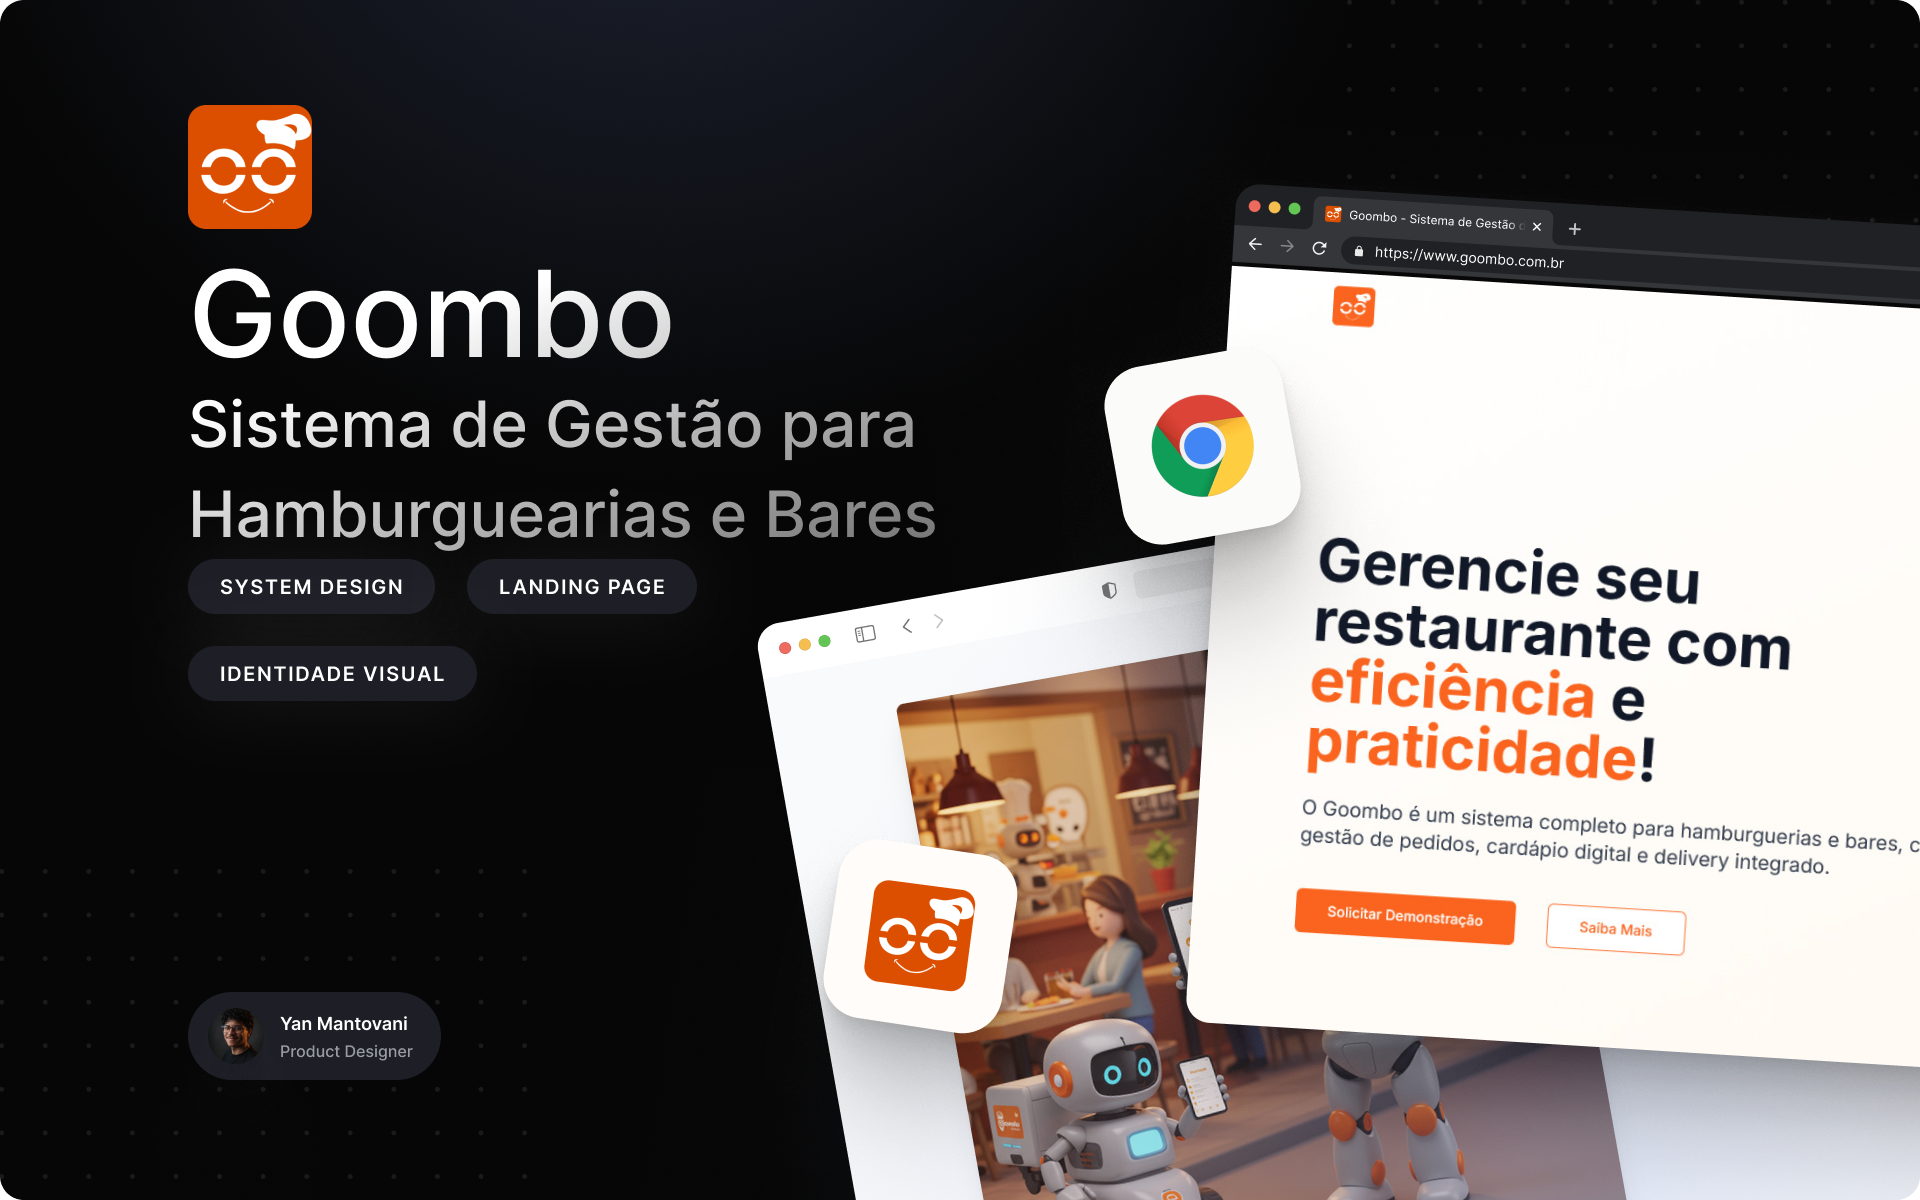 Goombo
Sistema de Gestão para
Hamburguearias e Bares
SYSTEM DESIGN
LANDING PAGE
IDENTIDADE VISUAL
Yan Mantovani
Product Designer
Goombo - Sistema de Gestão
https://www.goombo.com.br
Gerencie seu
restaurante com
eficiência e
praticidade!
O Goombo é um sistema completo para hamburguerias e bares, c
gestão de pedidos, cardápio digital e delivery integrado.
Solicitar Demonstração
Saiba Mais